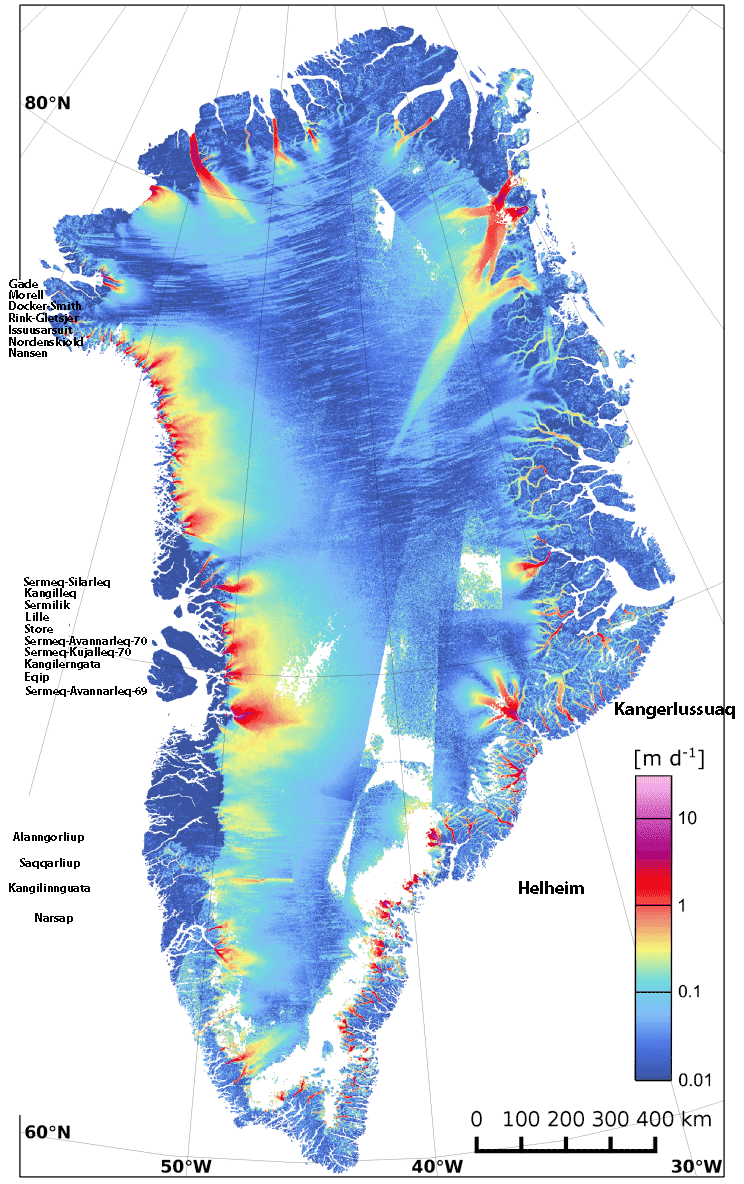 80°N
Gade
Morell
Docker-Smith
Rink-Gletsjer
Issuusarsuit
Nordenskiold
Nansen
Sermeq-Silarleq
Kangilleq
Sermilik
Lille
Store
Sermeq-Avannarleq-70
Sermeq-Kujalleq-70
Kangilerngata
Eqip
Sermeq-Avannarleq-69
Kangerlussuaq
[m d⁻¹]
10
Alanngorliup
Saqqarliup
Kangilinnguata
Helheim
1
Narsap
0.1
0.01
0 100 200 300 400 km
60°N
50°W 40°W 30°W